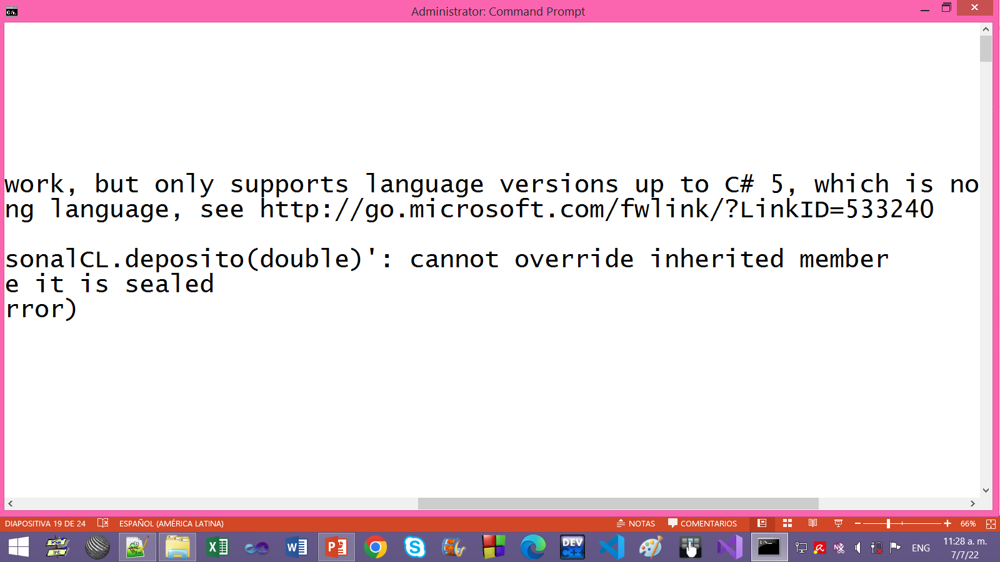 Administrator: Command Prompt
work, but only supports language versions up to C# 5, which is no
ng language, see http://go.microsoft.com/fwlink/?LinkID=533240
sonalCL.deposito(double)': cannot override inherited member
e it is sealed
rror)
DIAPOSITIVA 19 DE 24 ESPAÑOL (AMÉRICA LATINA) NOTAS COMENTARIOS 66%
ENG
11:28 a. m.
7/7/22